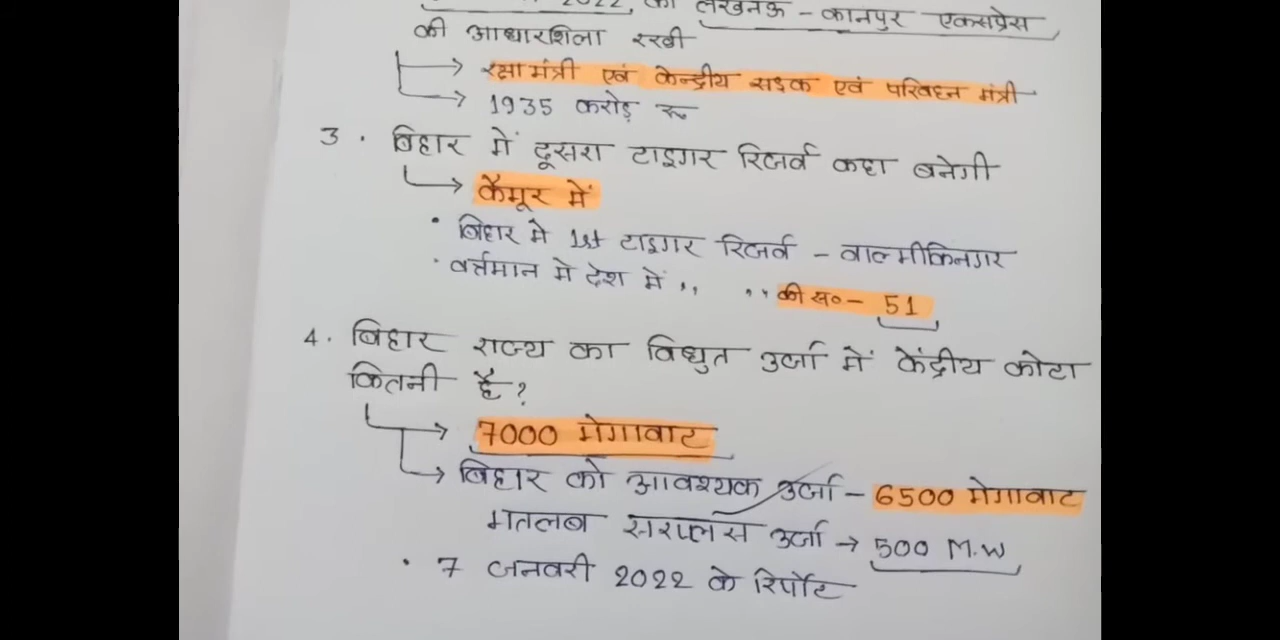 2022, को लखनऊ - कानपुर एक्सप्रेस
की आधारशिला रखी
रक्षामंत्री एवं केन्द्रीय सड़क एवं परिवहन मंत्री
1935 करोड़ रू
3. बिहार में दूसरा टाइगर रिजर्व कहा बनेगी
कैमूर में
• बिहार मे 1st टाइगर रिजर्व - वाल्मीकिनगर
• वर्त्तमान मे देश में ,, ,, की स०- 51
4. बिहार राज्य का विधुत उर्जा में केंद्रीय कोटा
कितनी है?
7000 मेगावाट
बिहार को आवश्यक उर्जा - 6500 मेगावाट
मतलब सरप्लस उर्जा → 500 M.W
• 7 जनवरी 2022 के रिर्पोट